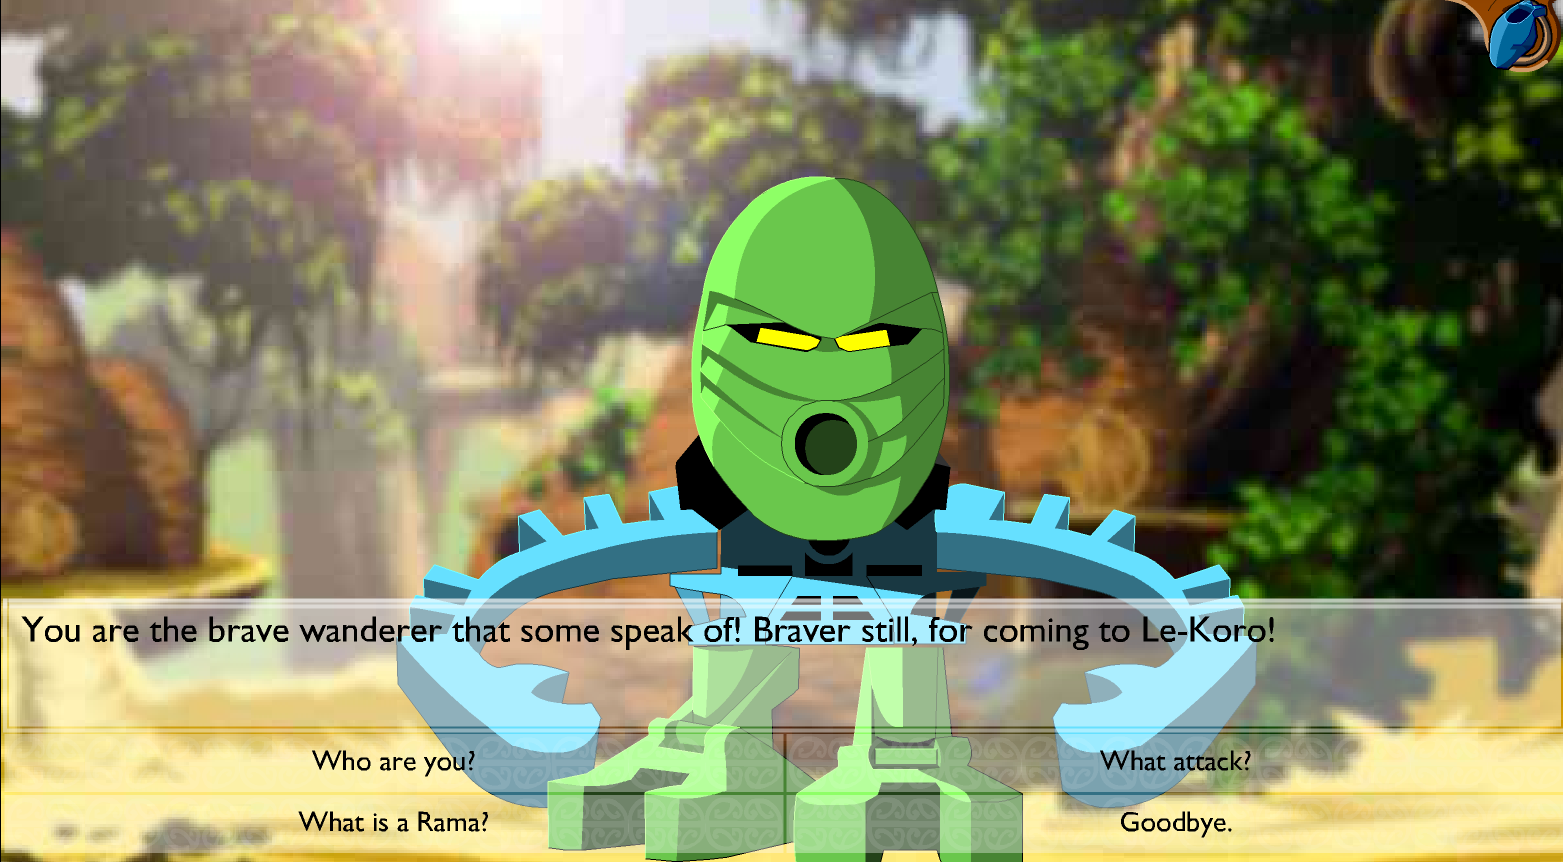 You are the brave wanderer that some speak of! Braver still, for coming to Le-Koro!
Who are you?
What attack?
What is a Rama?
Goodbye.